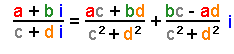 (a + b i)/(c + d i) = (ac + bd)/(c² + d²) + (bc - ad)/(c² + d²) i